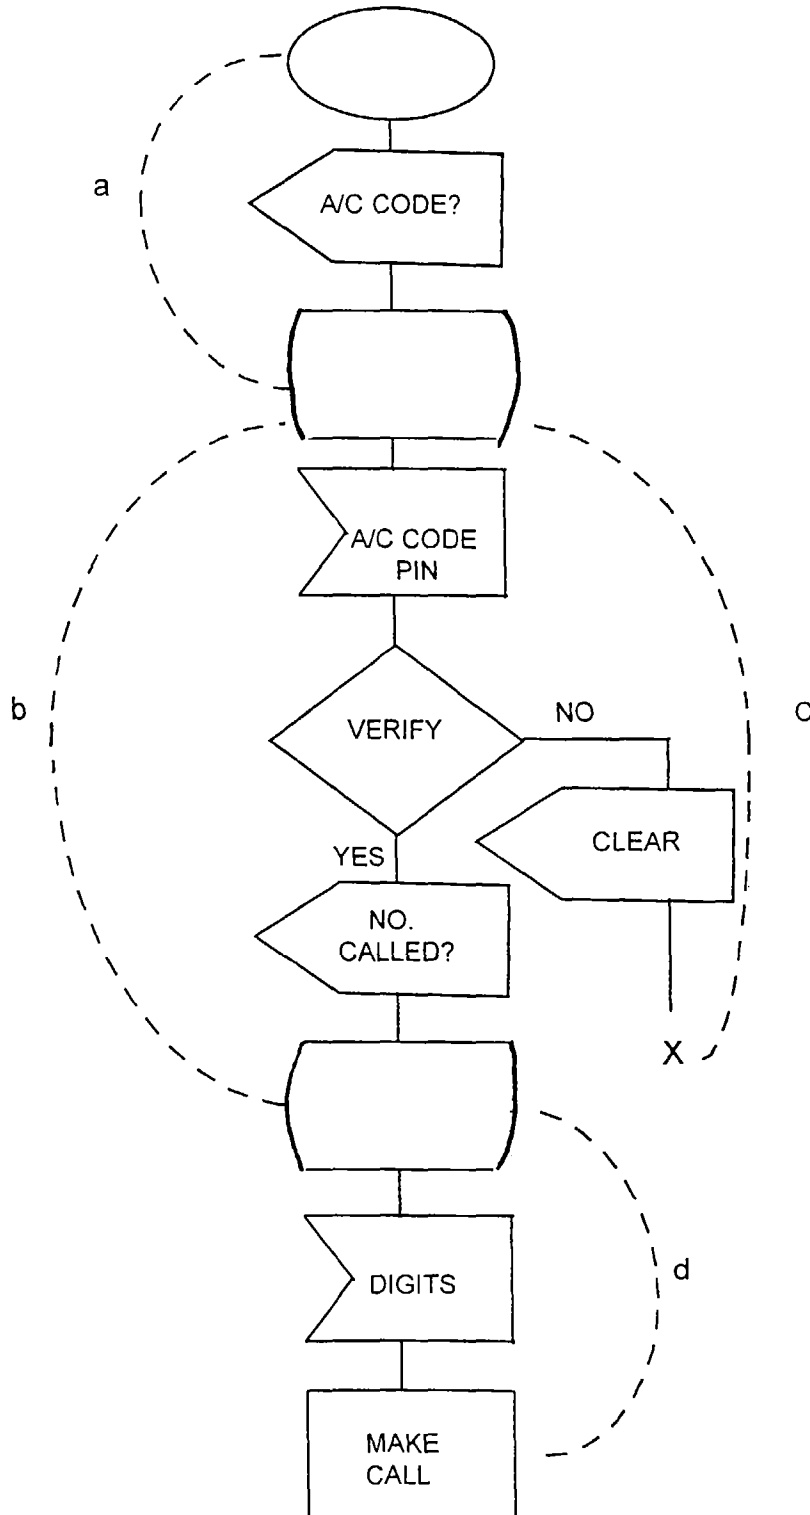 a
A/C CODE?
A/C CODE
PIN
b
VERIFY
NO
C
YES
CLEAR
NO.
CALLED?
X
DIGITS
d
MAKE
CALL